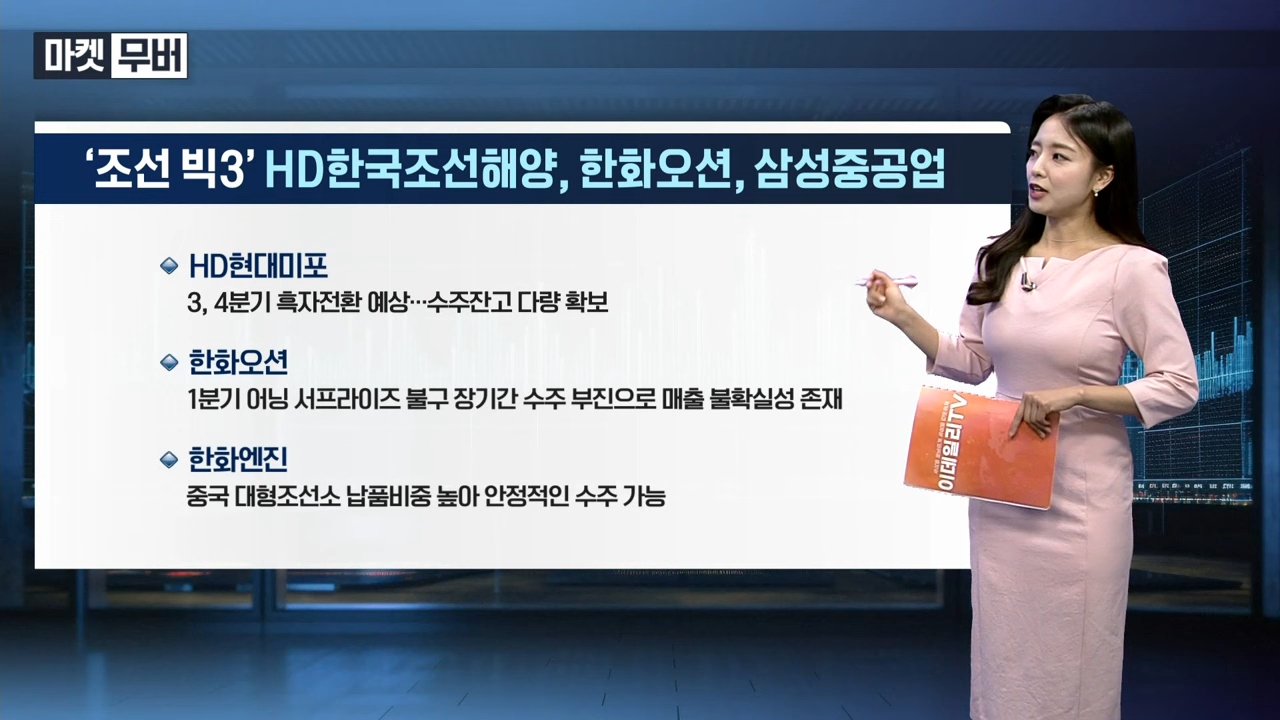 마켓무버
‘조선 빅3’ HD한국조선해양, 한화오션, 삼성중공업
HD현대미포
3, 4분기 흑자전환 예상…수주잔고 다량 확보
한화오션
1분기 어닝 서프라이즈 불구 장기간 수주 부진으로 매출 불확실성 존재
한화엔진
중국 대형조선소 납품비중 높아 안정적인 수주 가능
이데일리TV